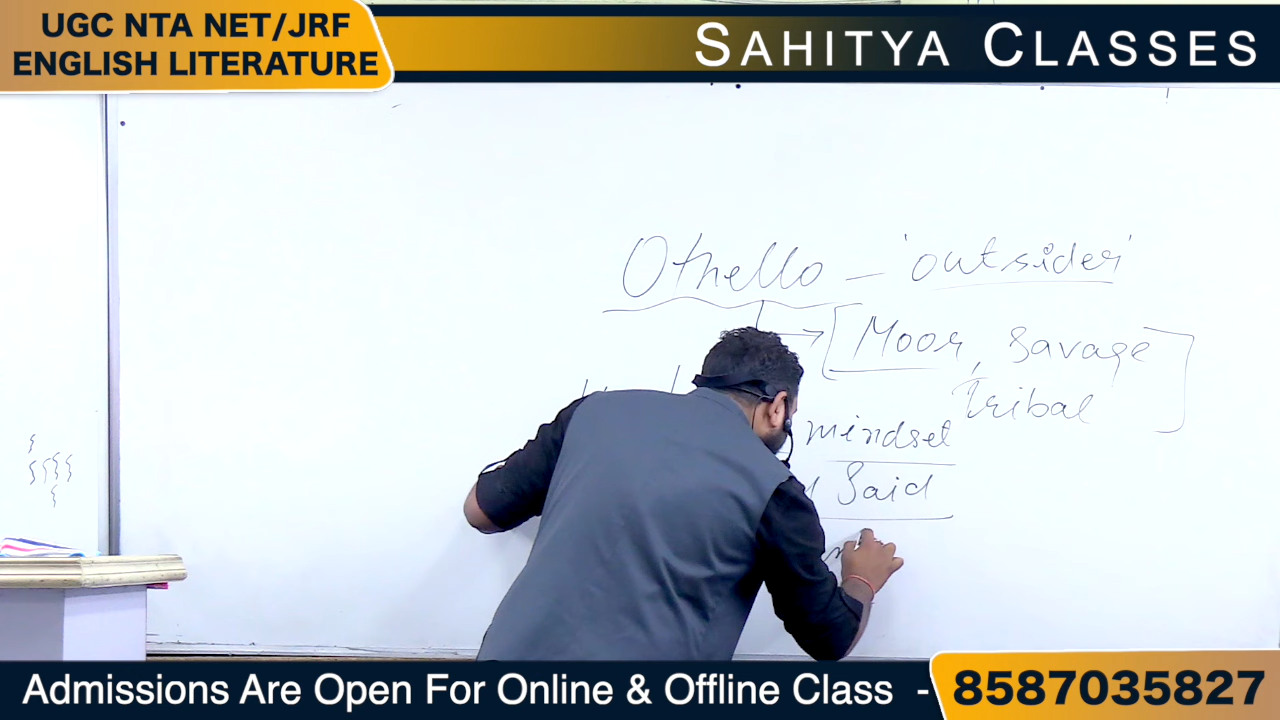 UGC NTA NET/JRF
ENGLISH LITERATURE
SAHITYA CLASSES
Othello - 'outsider'
[Moor, Savage
Tribal]
mindset
Said
Admissions Are Open For Online & Offline Class - 8587035827